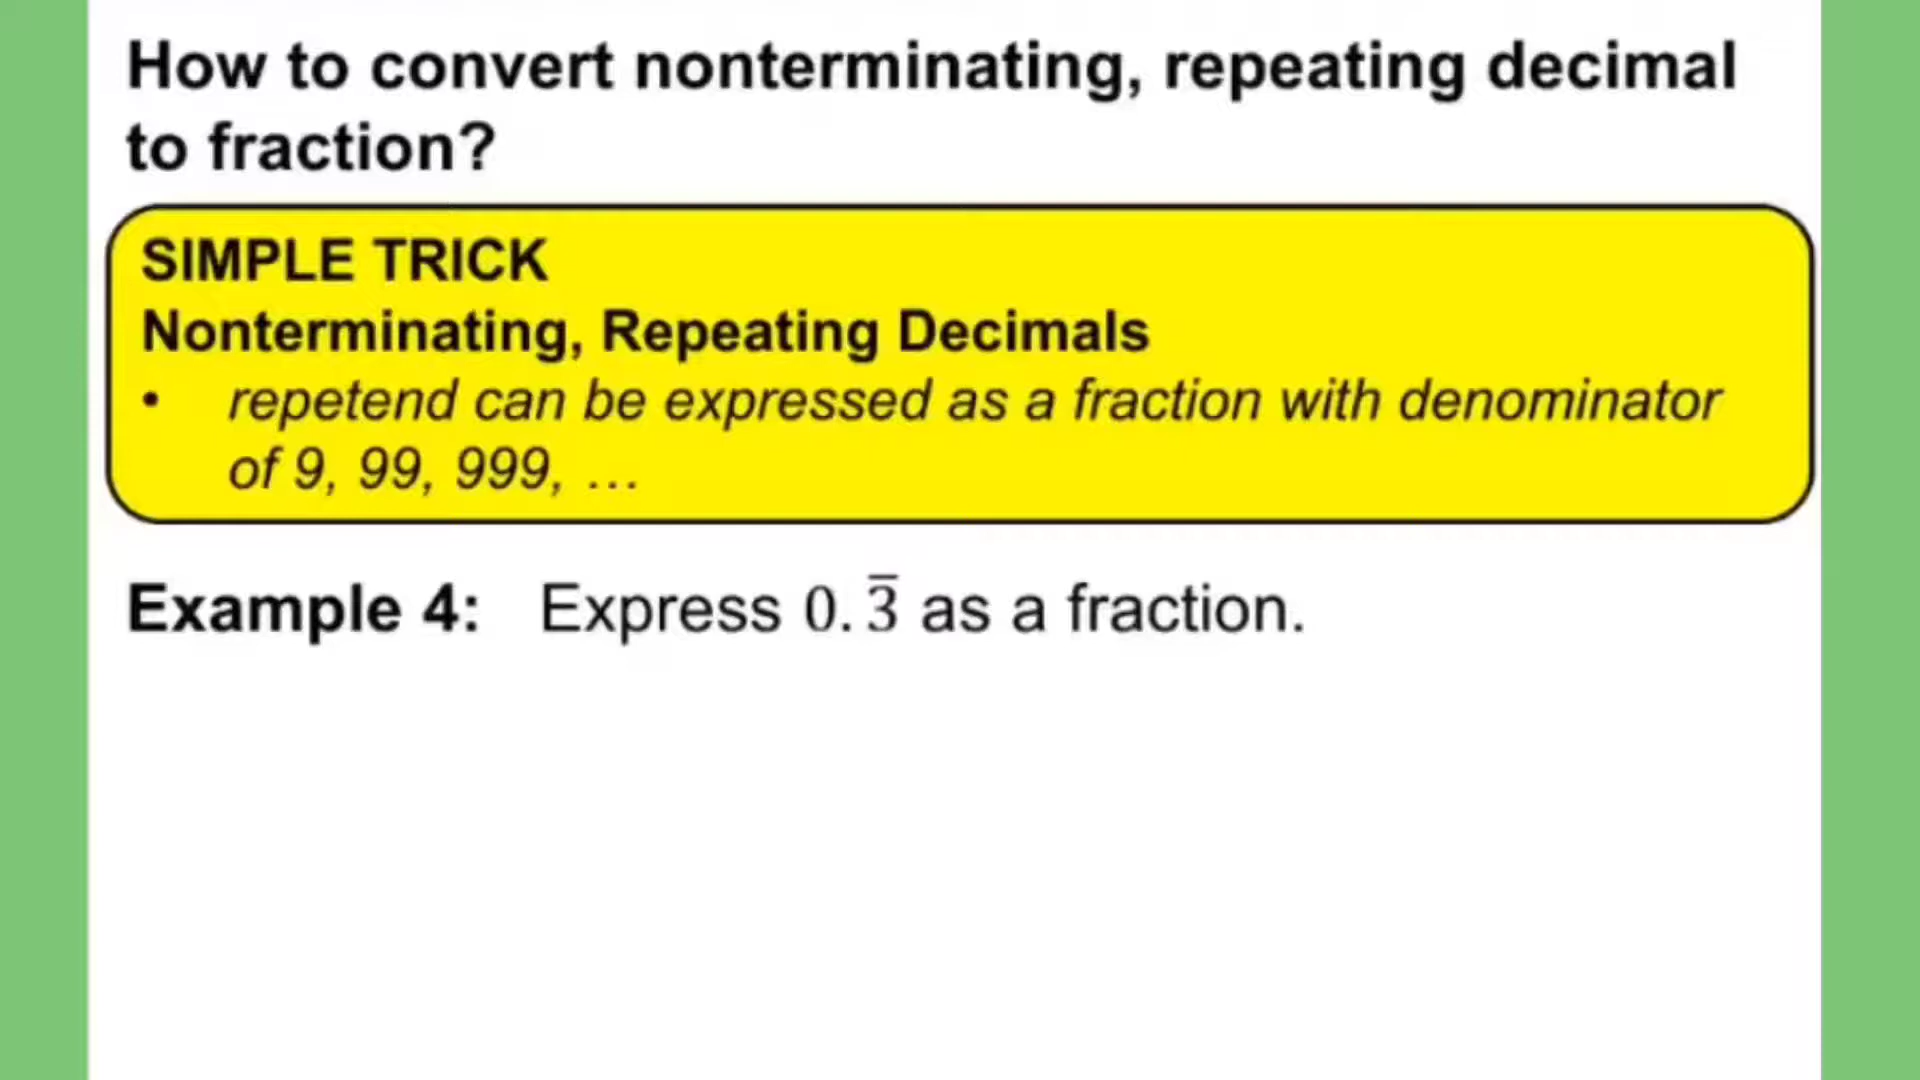 How to convert nonterminating, repeating decimal
to fraction?
SIMPLE TRICK
Nonterminating, Repeating Decimals
• repetend can be expressed as a fraction with denominator
of 9, 99, 999, …
Example 4: Express 0.3̅ as a fraction.